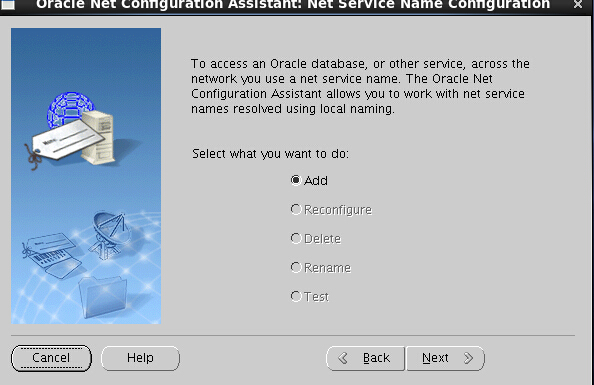 Oracle Net Configuration Assistant: Net Service Name Configuration
To access an Oracle database, or other service, across the
network you use a net service name. The Oracle Net
Configuration Assistant allows you to work with net service
names resolved using local naming.
Select what you want to do:
Add
Reconfigure
Delete
Rename
Test
Cancel
Help
Back
Next